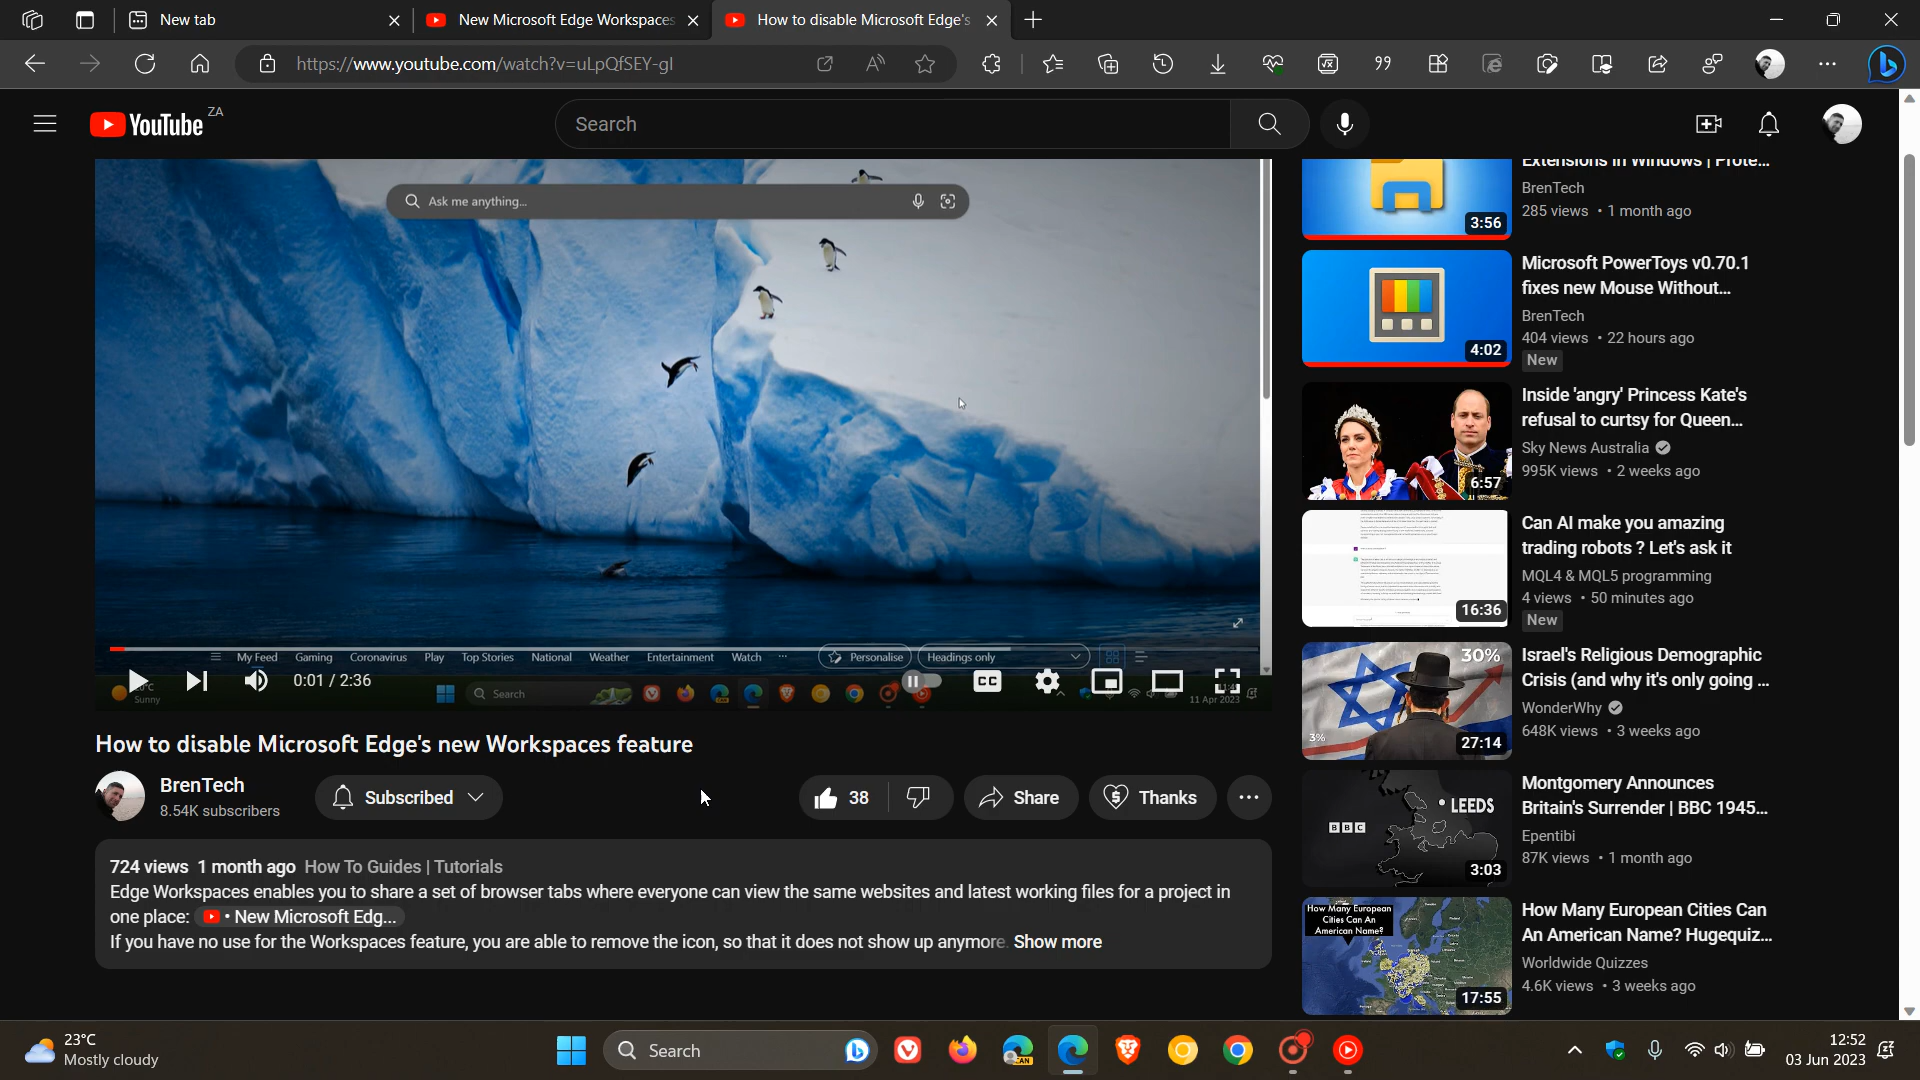 New tab
New Microsoft Edge Workspaces
How to disable Microsoft Edge's
https://www.youtube.com/watch?v=uLpQfSEY-gI
YouTube ZA
Search
Ask me anything...
My Feed Gaming Coronavirus Play Top Stories National Weather Entertainment Watch ... Personalise Headings only
0:01 / 2:36
CC
Sunny
Search
11 Apr 2023
How to disable Microsoft Edge's new Workspaces feature
BrenTech
8.54K subscribers
Subscribed
38
Share
Thanks
724 views 1 month ago How To Guides | Tutorials
Edge Workspaces enables you to share a set of browser tabs where everyone can view the same websites and latest working files for a project in
one place: • New Microsoft Edg...
If you have no use for the Workspaces feature, you are able to remove the icon, so that it does not show up anymore. Show more
Extensions in Windows | Prote...
BrenTech
285 views • 1 month ago
3:56
Microsoft PowerToys v0.70.1
fixes new Mouse Without...
BrenTech
404 views • 22 hours ago
New
4:02
Inside 'angry' Princess Kate's
refusal to curtsy for Queen...
Sky News Australia
995K views • 2 weeks ago
6:57
Can AI make you amazing
trading robots ? Let's ask it
MQL4 & MQL5 programming
4 views • 50 minutes ago
New
16:36
Israel's Religious Demographic
Crisis (and why it's only going ...
WonderWhy
648K views • 3 weeks ago
30%
3%
27:14
Montgomery Announces
Britain's Surrender | BBC 1945...
Epentibi
87K views • 1 month ago
LEEDS
BBC
3:03
How Many European Cities Can
An American Name? Hugequiz...
Worldwide Quizzes
4.6K views • 3 weeks ago
How Many European
Cities Can An
American Name?
17:55
23°C
Mostly cloudy
Search
CAN
12:52
03 Jun 2023